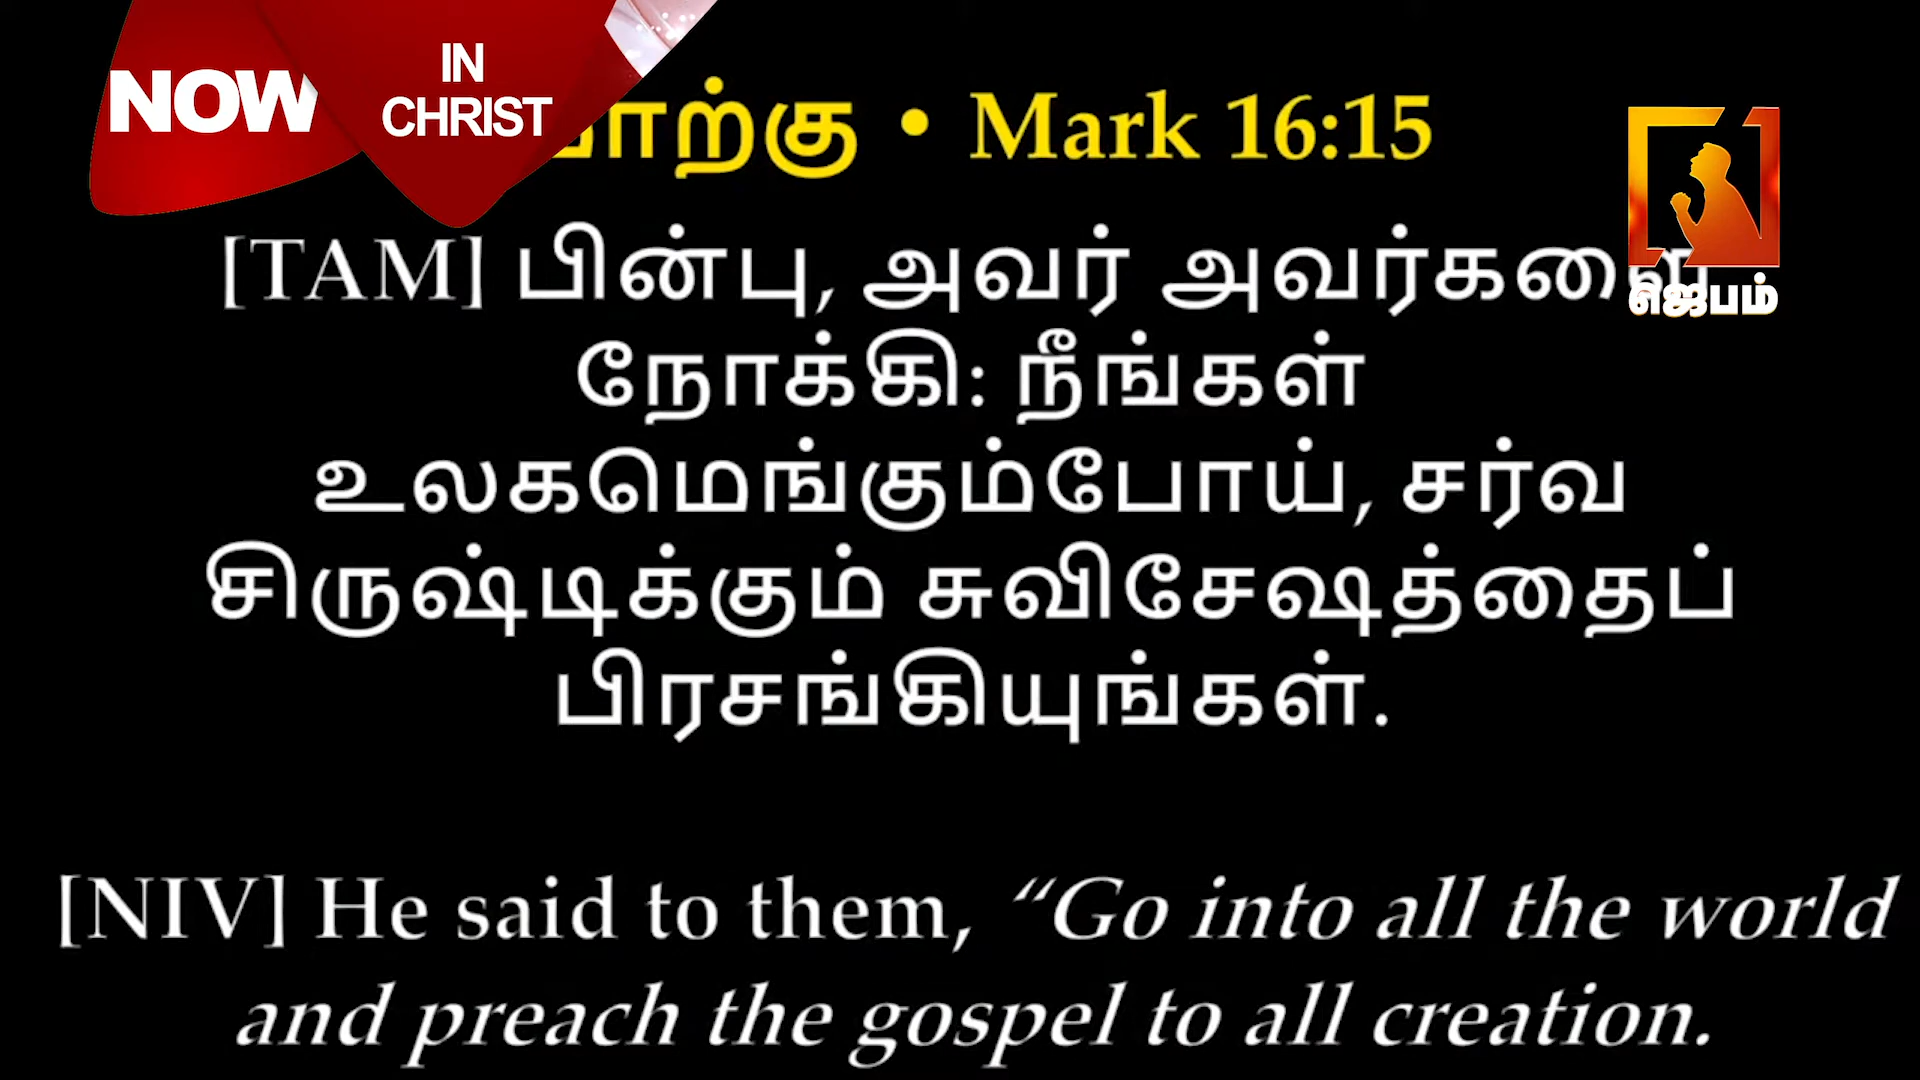 NOW
IN
CHRIST
மாற்கு • Mark 16:15
[TAM] பின்பு, அவர் அவர்களை
நோக்கி: நீங்கள்
உலகமெங்கும்போய், சர்வ
சிருஷ்டிக்கும் சுவிசேஷத்தைப்
பிரசங்கியுங்கள்.
[NIV] He said to them, “Go into all the world
and preach the gospel to all creation.
ஜெபம்